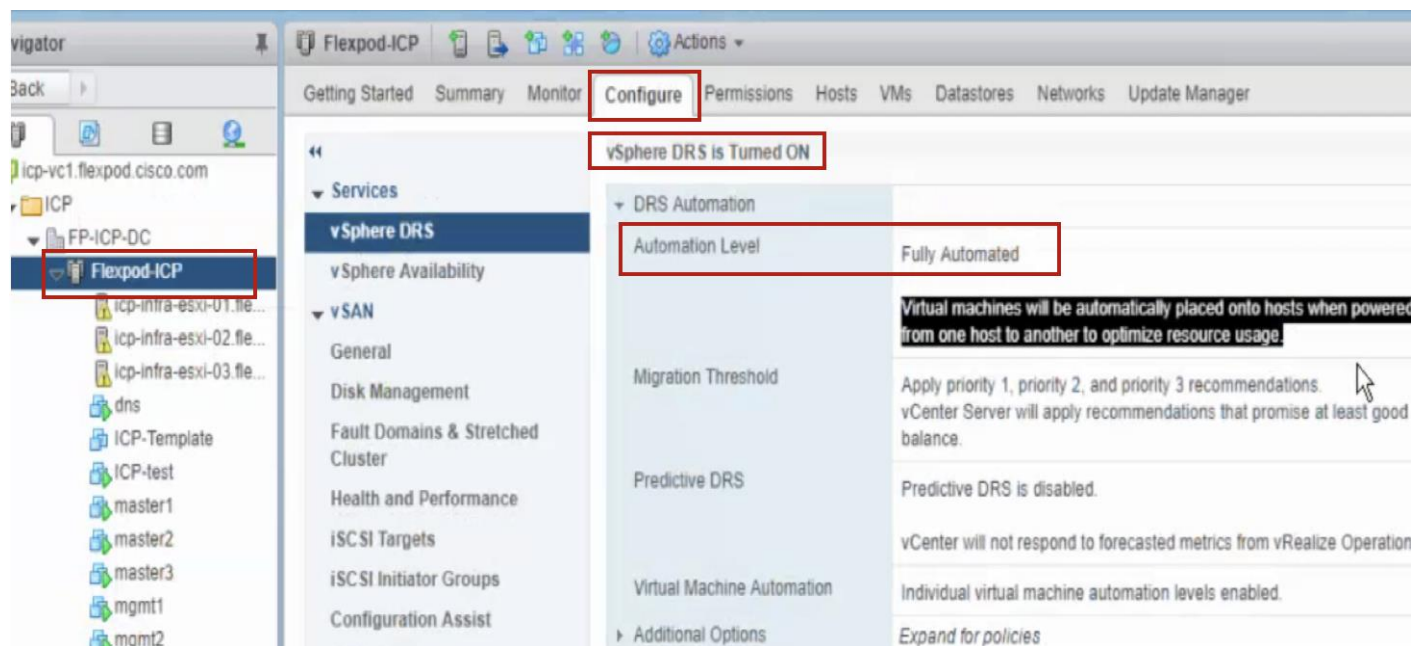 Flexpod-ICP Actions
Back
Getting Started Summary Monitor Configure Permissions Hosts VMs Datastores Networks Update Manager
icp-vc1.flexpod.cisco.com
ICP
FP-ICP-DC
Flexpod-ICP
icp-infra-esxi-01.fle...
icp-infra-esxi-02.fle...
icp-infra-esxi-03.fle...
dns
ICP-Template
ICP-test
master1
master2
master3
mgmt1
mgmt2
Services
vSphere DRS
vSphere Availability
vSAN
General
Disk Management
Fault Domains & Stretched
Cluster
Health and Performance
iSCSI Targets
iSCSI Initiator Groups
Configuration Assist
vSphere DRS is Turned ON
DRS Automation
Automation Level
Fully Automated
Virtual machines will be automatically placed onto hosts when powered
from one host to another to optimize resource usage.
Migration Threshold
Apply priority 1, priority 2, and priority 3 recommendations.
vCenter Server will apply recommendations that promise at least good
balance.
Predictive DRS
Predictive DRS is disabled.
vCenter will not respond to forecasted metrics from vRealize Operation
Virtual Machine Automation
Individual virtual machine automation levels enabled.
Additional Options
Expand for policies